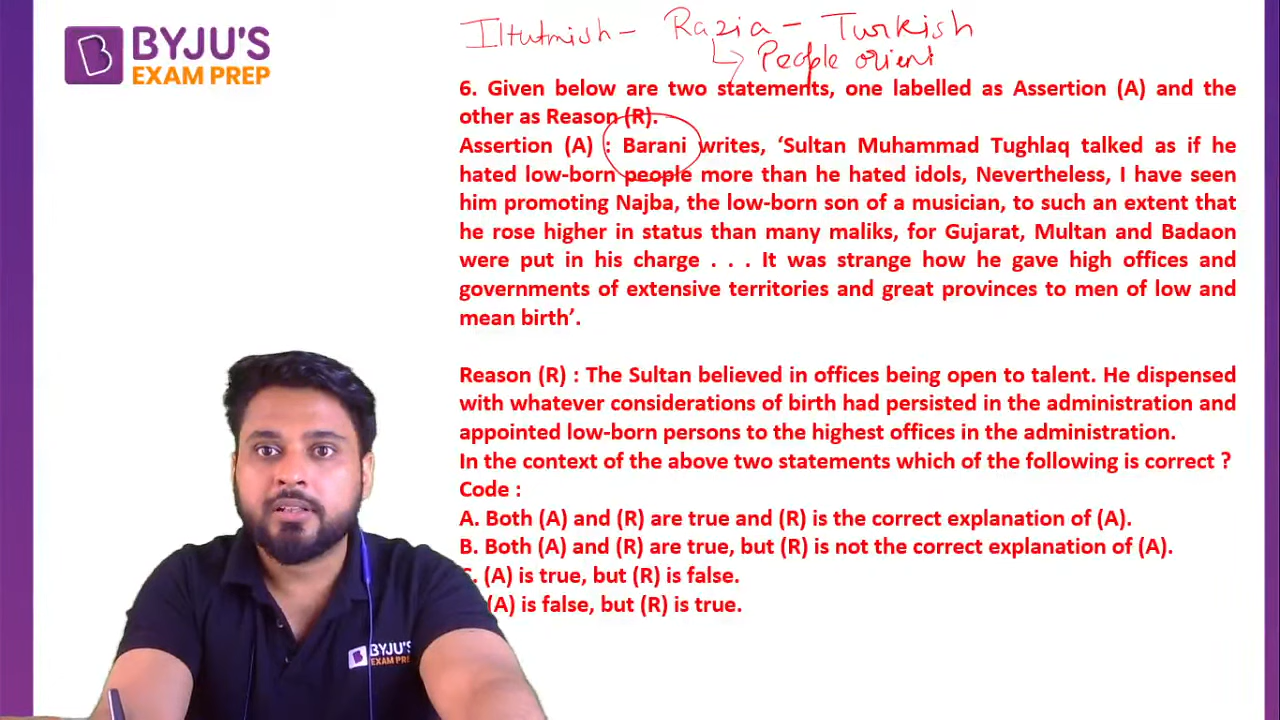 BYJU'S
EXAM PREP
Iltutmish - Razia - Turkish
People orient
6. Given below are two statements, one labelled as Assertion (A) and the
other as Reason (R).
Assertion (A) : Barani writes, ‘Sultan Muhammad Tughlaq talked as if he
hated low-born people more than he hated idols, Nevertheless, I have seen
him promoting Najba, the low-born son of a musician, to such an extent that
he rose higher in status than many maliks, for Gujarat, Multan and Badaon
were put in his charge . . . It was strange how he gave high offices and
governments of extensive territories and great provinces to men of low and
mean birth’.
Reason (R) : The Sultan believed in offices being open to talent. He dispensed
with whatever considerations of birth had persisted in the administration and
appointed low-born persons to the highest offices in the administration.
In the context of the above two statements which of the following is correct ?
Code :
A. Both (A) and (R) are true and (R) is the correct explanation of (A).
B. Both (A) and (R) are true, but (R) is not the correct explanation of (A).
(A) is true, but (R) is false.
(A) is false, but (R) is true.
BYJU'S
EXAM PREP